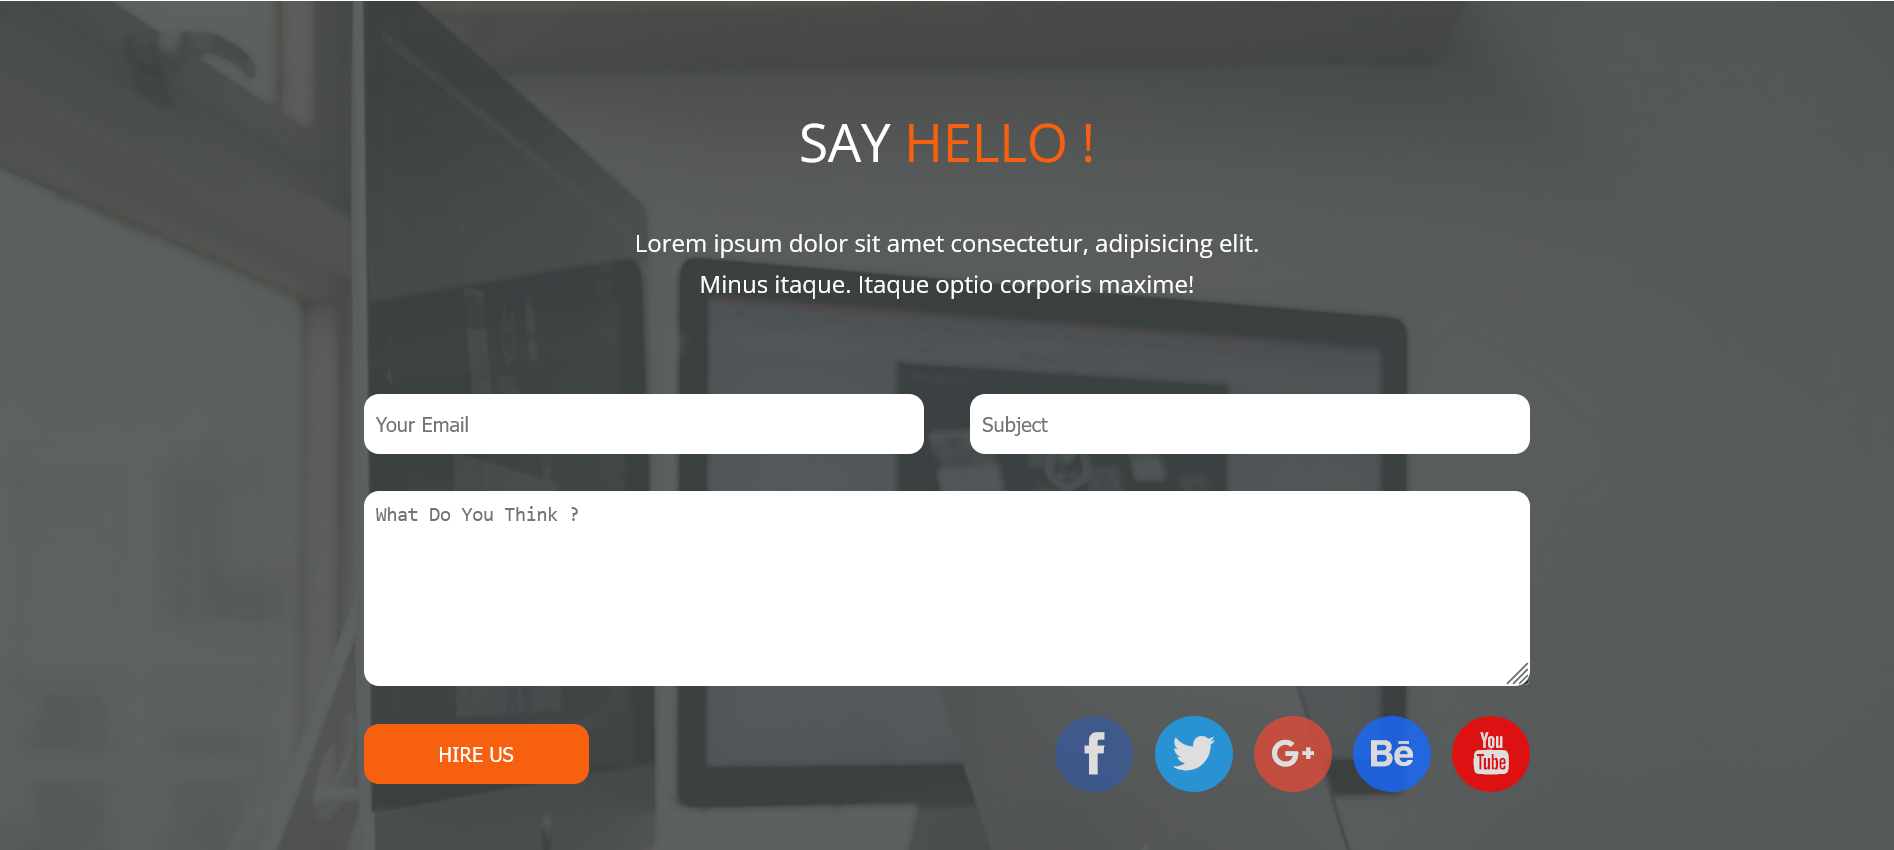 SAY HELLO !
Lorem ipsum dolor sit amet consectetur, adipisicing elit.
Minus itaque. Itaque optio corporis maxime!
Your Email
Subject
What Do You Think ?
HIRE US
f
G+
Bē
You
Tube